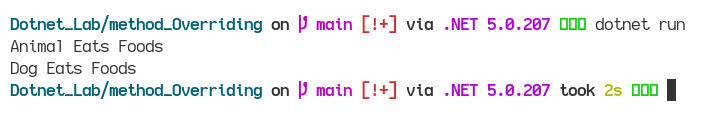 Dotnet_Lab/method_Overriding on  main [!+] via .NET 5.0.207 dotnet run
Animal Eats Foods
Dog Eats Foods
Dotnet_Lab/method_Overriding on  main [!+] via .NET 5.0.207 took 2s